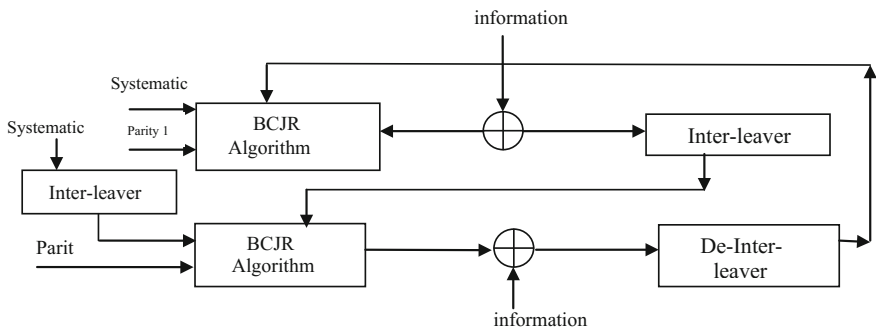 information
Systematic
BCJR
Algorithm
Parity 1
Inter-leaver
Systematic
Inter-leaver
Parit
BCJR
Algorithm
De-Inter-
leaver
information